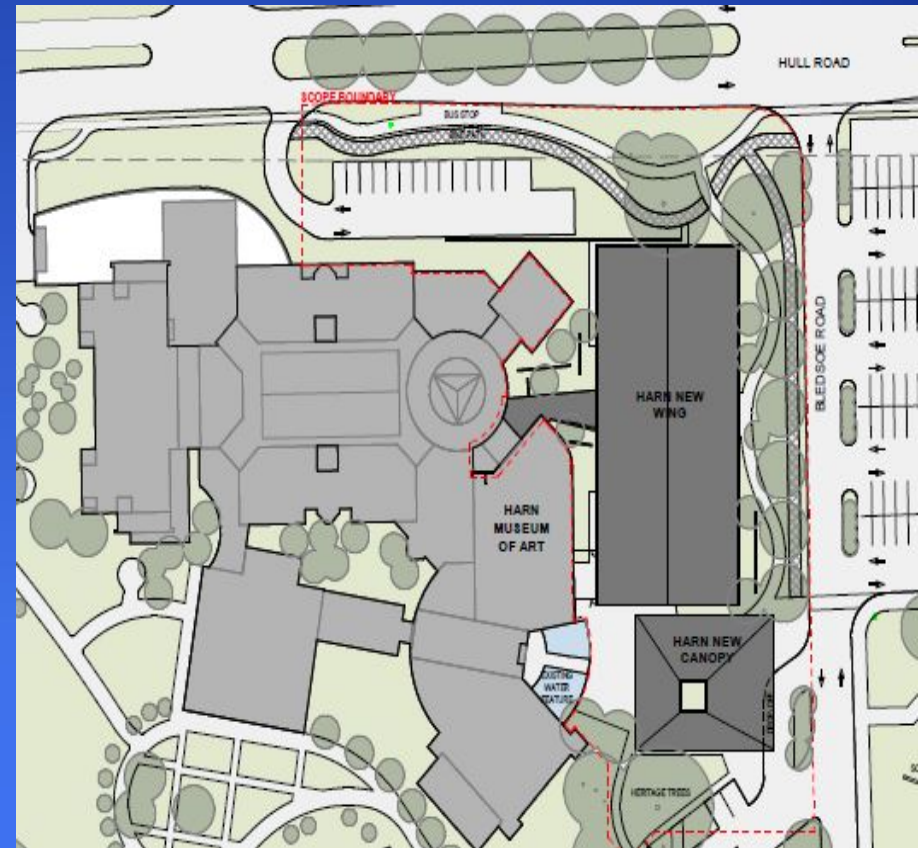 HULL ROAD
SCOPE BOUNDARY
BUS STOP
BLEDSOE ROAD
HARN NEW
WING
HARN
MUSEUM
OF ART
HARN NEW
CANOPY
EXISTING
WATER
FEATURE
HERITAGE TREES